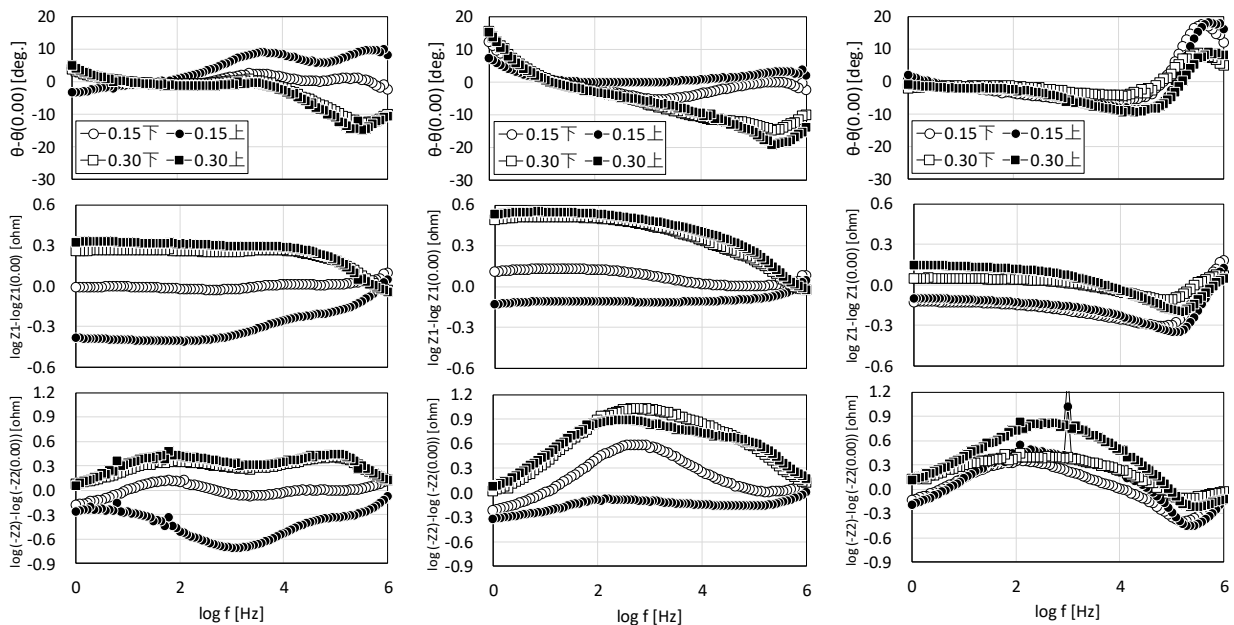 20
10
0
-10
-20
-30
θ-θ(0.00) [deg.]
0.15下 0.15上
0.30下 0.30上
20
10
0
-10
-20
-30
θ-θ(0.00) [deg.]
0.15下 0.15上
0.30下 0.30上
20
10
0
-10
-20
-30
θ-θ(0.00) [deg.]
0.15下 0.15上
0.30下 0.30上
0.6
0.3
0.0
-0.3
-0.6
log Z1-logZ1(0.00) [ohm]
0.6
0.3
0.0
-0.3
-0.6
log Z1-log Z1(0.00) [ohm]
0.6
0.3
0.0
-0.3
-0.6
log Z1-log Z1(0.00) [ohm]
1.2
0.9
0.6
0.3
0.0
-0.3
-0.6
-0.9
log(-Z2)-log(-Z2(0.00)) [ohm]
0 2 4 6
log f [Hz]
1.2
0.9
0.6
0.3
0.0
-0.3
-0.6
-0.9
log(-Z2)-log(-Z2(0.00)) [ohm]
0 2 4 6
log f [Hz]
1.2
0.9
0.6
0.3
0.0
-0.3
-0.6
-0.9
log(-Z2)-log(-Z2(0.00)) [ohm]
0 2 4 6
log f [Hz]